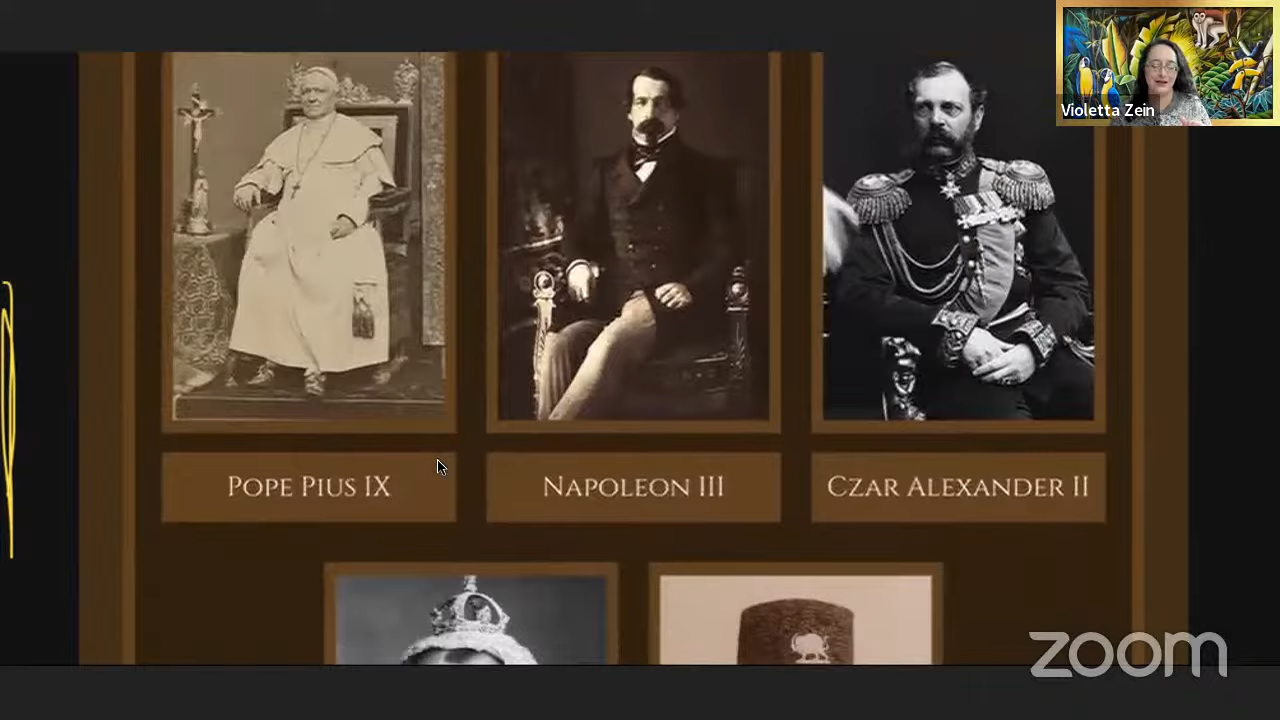 Violetta Zein
POPE PIUS IX
NAPOLEON III
CZAR ALEXANDER II
zoom